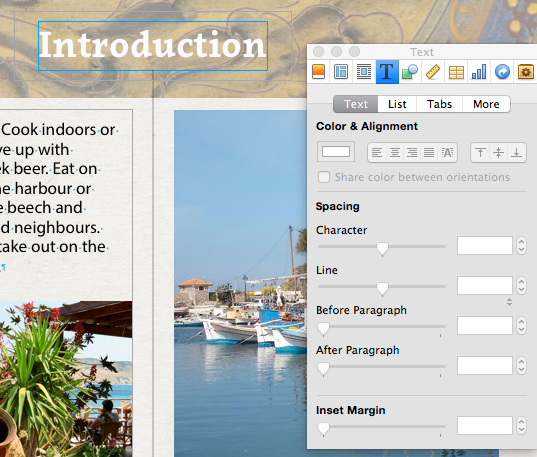 Introduction
Cook indoors or
ve up with
ek beer. Eat on
he harbour or
e beech and
d neighbours.
take out on the
Text
Text List Tabs More
Color & Alignment
Share color between orientations
Spacing
Character
Line
Before Paragraph
After Paragraph
Inset Margin